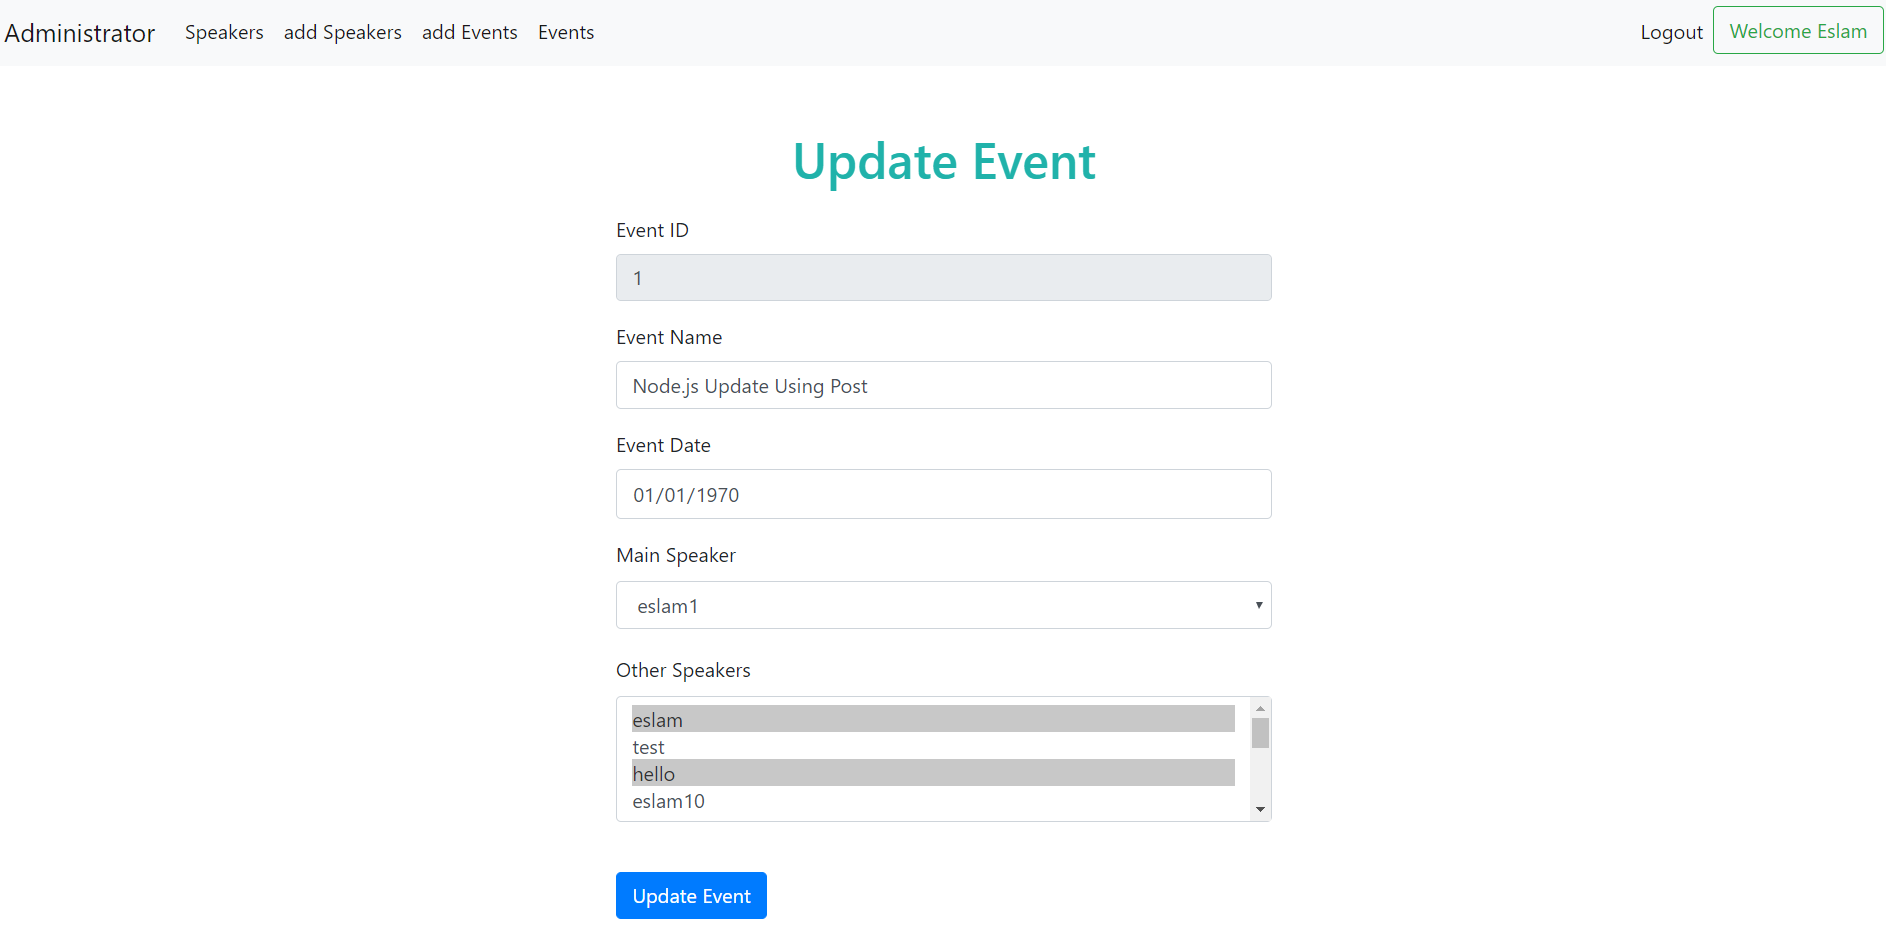 Administrator Speakers add Speakers add Events Events Logout Welcome Eslam
Update Event
Event ID
1
Event Name
Node.js Update Using Post
Event Date
01/01/1970
Main Speaker
eslam1
Other Speakers
eslam
test
hello
eslam10
Update Event